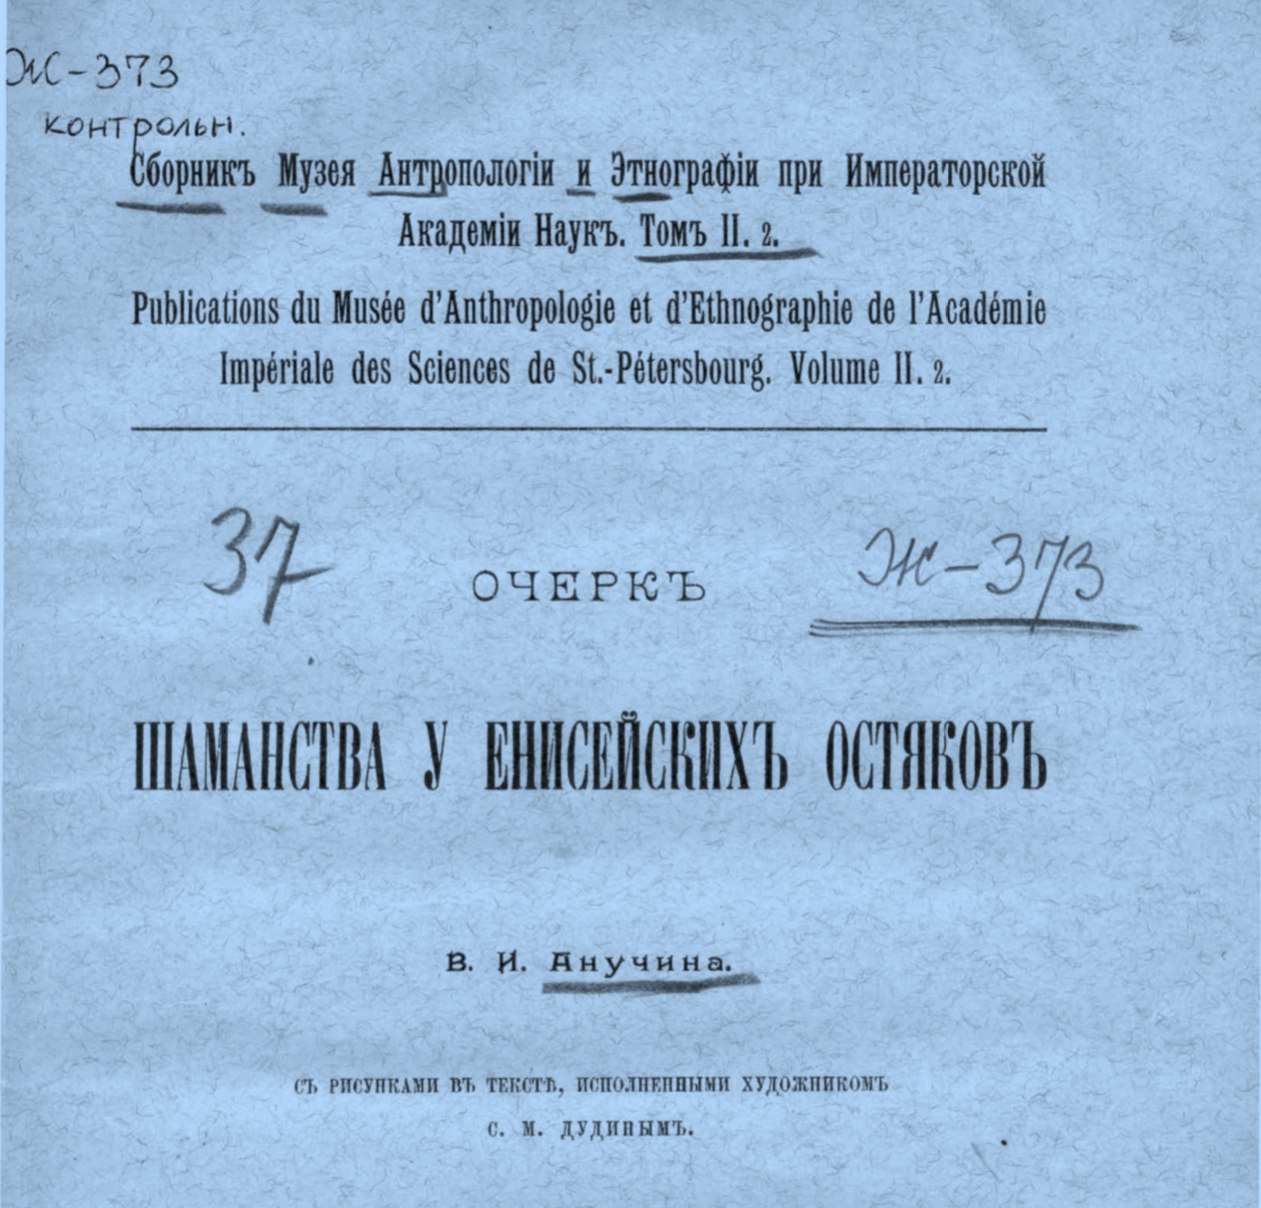 Ж-373
контрольн.
Сборникъ Музея Антропологіи и Этнографіи при Императорской
Академіи Наукъ. Томъ II. 2.
Publications du Musée d'Anthropologie et d'Ethnographie de l'Académie
Impériale des Sciences de St.-Pétersbourg. Volume II. 2.
37
ОЧЕРКЪ
Ж-373
ШАМАНСТВА У ЕНИСЕЙСКИХЪ ОСТЯКОВЪ
В. И. Анучина.
СЪ РИСУНКАМИ ВЪ ТЕКСТѢ, ИСПОЛНЕННЫМИ ХУДОЖНИКОМЪ
С. М. ДУДИНЫМЪ.